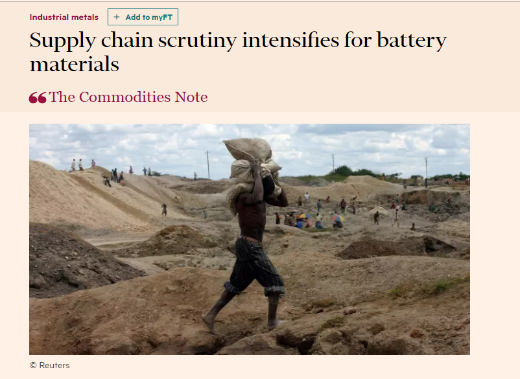 Industrial metals + Add to myFT
Supply chain scrutiny intensifies for battery
materials
The Commodities Note
© Reuters